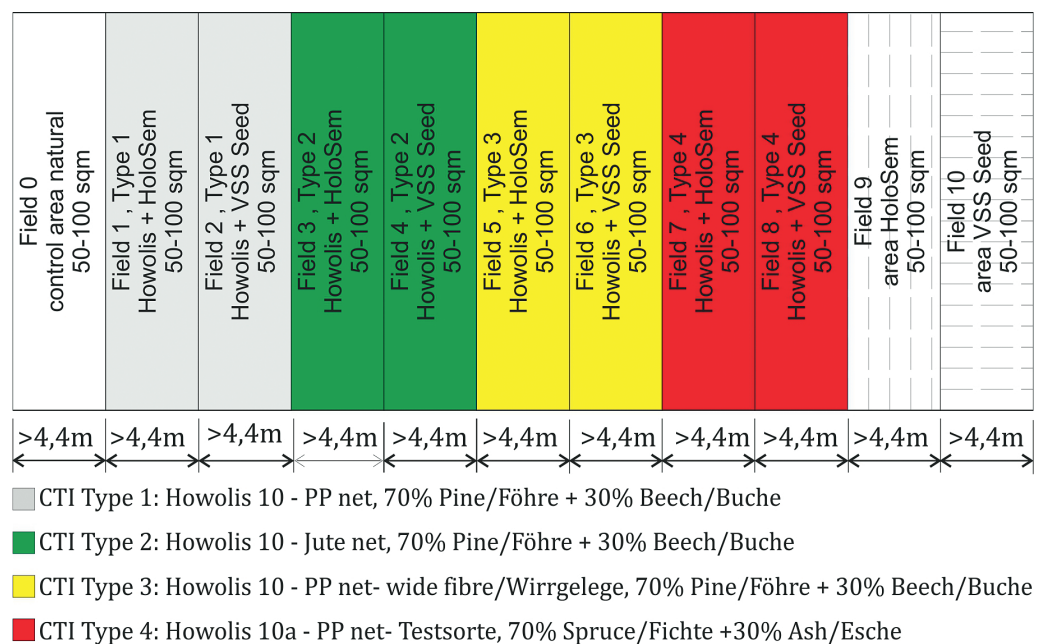 Field 0
control area natural
50-100 sqm
Field 1 , Type 1
Howolis + HoloSem
50-100 sqm
Field 2, Type 1
Howolis + VSS Seed
50-100 sqm
Field 3 , Type 2
Howolis + HoloSem
50-100 sqm
Field 4, Type 2
Howolis + VSS Seed
50-100 sqm
Field 5 , Type 3
Howolis + HoloSem
50-100 sqm
Field 6, Type 3
Howolis + VSS Seed
50-100 sqm
Field 7 , Type 4
Howolis + HoloSem
50-100 sqm
Field 8, Type 4
Howolis + VSS Seed
50-100 sqm
Field 9
area HoloSem
50-100 sqm
Field 10
area VSS Seed
50-100 sqm
>4,4m >4,4m >4,4m >4,4m >4,4m >4,4m >4,4m >4,4m >4,4m >4,4m >4,4m
CTI Type 1: Howolis 10 - PP net, 70% Pine/Föhre + 30% Beech/Buche
CTI Type 2: Howolis 10 - Jute net, 70% Pine/Föhre + 30% Beech/Buche
CTI Type 3: Howolis 10 - PP net- wide fibre/Wirrgelege, 70% Pine/Föhre + 30% Beech/Buche
CTI Type 4: Howolis 10a - PP net- Testsorte, 70% Spruce/Fichte +30% Ash/Esche